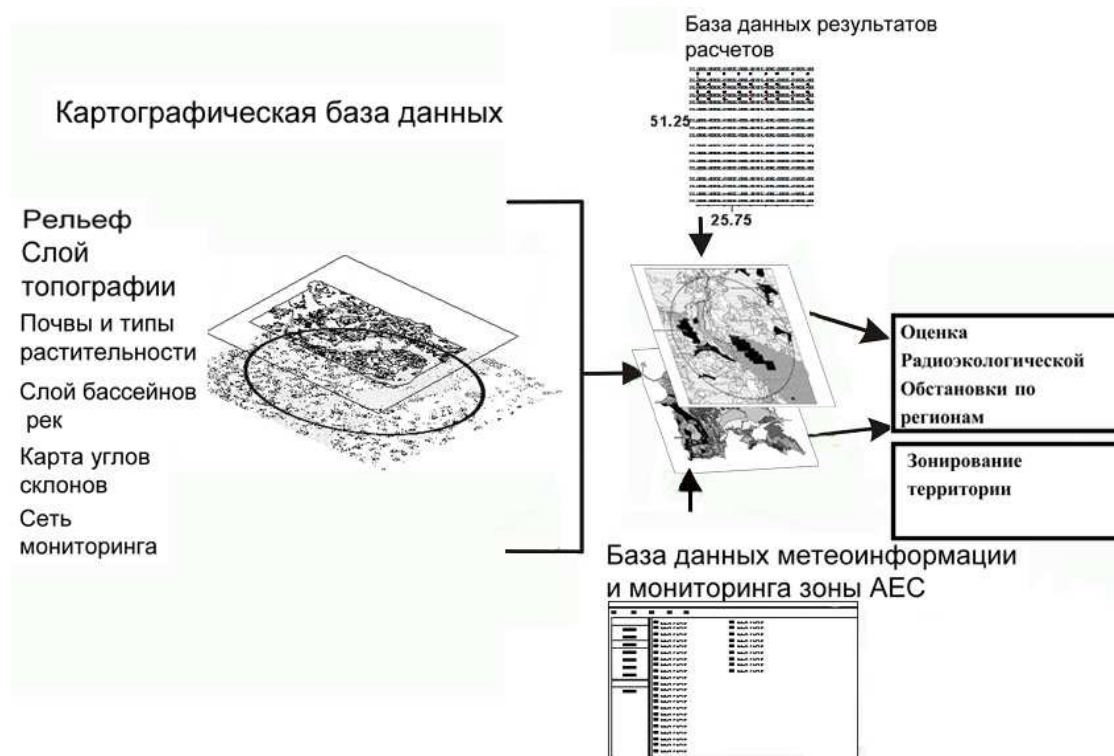 База данных результатов
расчетов
Картографическая база данных
51.25
25.75
Рельеф
Слой
топографии
Почвы и типы
растительности
Слой бассейнов
рек
Карта углов
склонов
Сеть
мониторинга
Оценка
Радиоэкологической
Обстановки по
регионам
Зонирование
территории
База данных метеоинформации
и мониторинга зоны АЕС